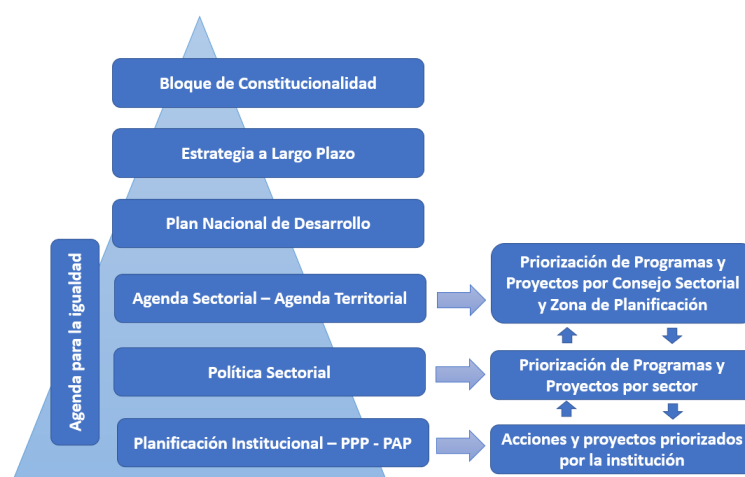 Bloque de Constitucionalidad
Estrategia a Largo Plazo
Plan Nacional de Desarrollo
Agenda para la igualdad
Agenda Sectorial – Agenda Territorial
Priorización de Programas y
Proyectos por Consejo Sectorial
y Zona de Planificación
Política Sectorial
Priorización de Programas y
Proyectos por sector
Planificación Institucional – PPP - PAP
Acciones y proyectos priorizados
por la institución